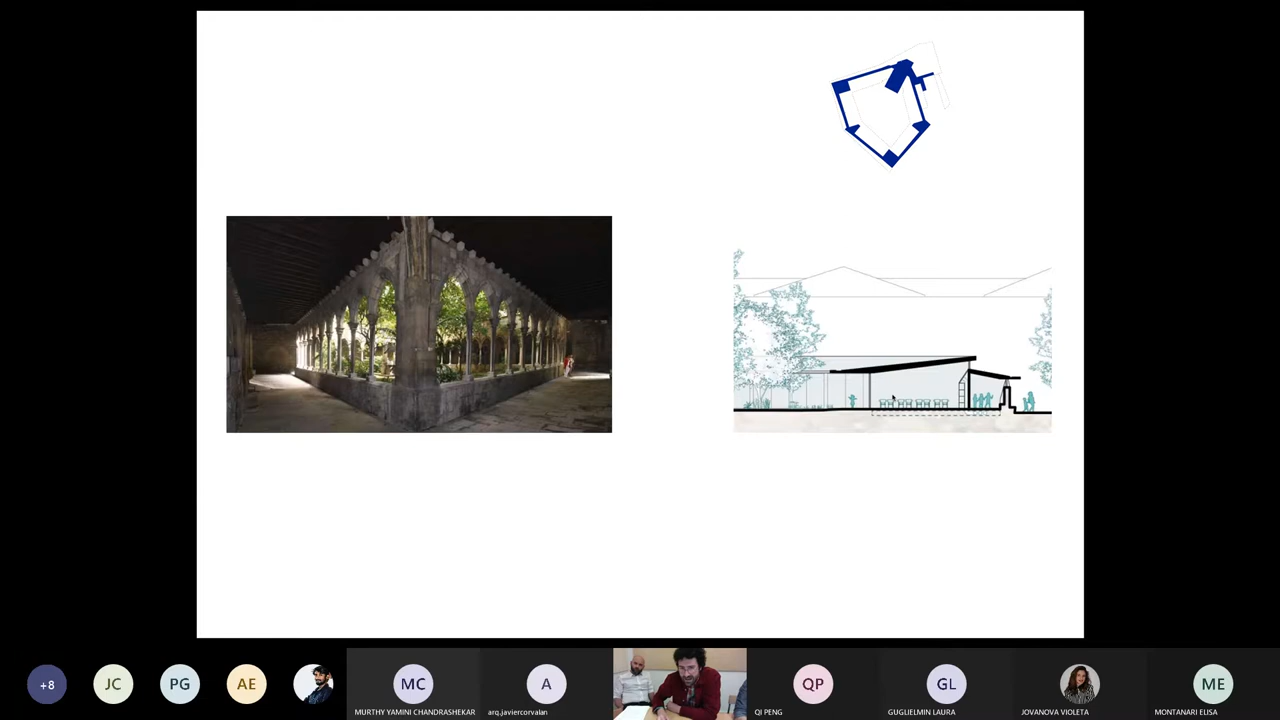 +8
JC
PG
AE
MC
MURTHY YAMINI CHANDRASHEKAR
A
arq.javiercorvalan
QP
QI PENG
GL
GUGLIELMIN LAURA
JOVANOVA VIOLETA
ME
MONTANARI ELISA